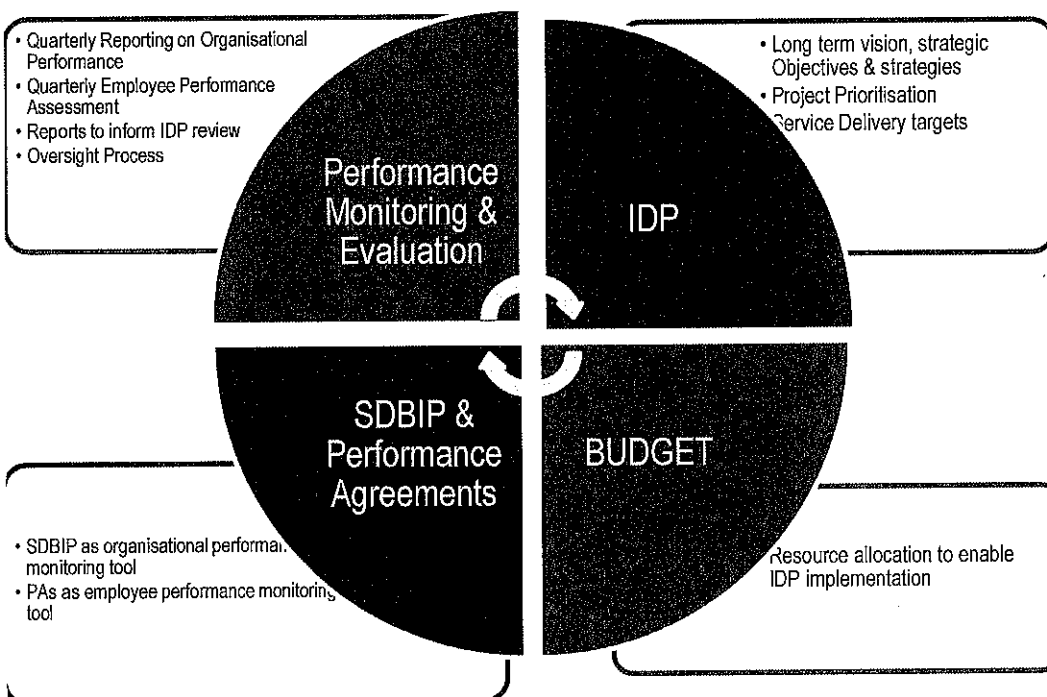 • Quarterly Reporting on Organisational
Performance
• Quarterly Employee Performance
Assessment
• Reports to inform IDP review
• Oversight Process
• Long term vision, strategic
Objectives & strategies
• Project Prioritisation
Service Delivery targets
Performance
Monitoring &
Evaluation
IDP
SDBIP &
Performance
Agreements
BUDGET
• SDBIP as organisational
monitoring tool
• PAs as employee performance monitoring
tool
Resource allocation to enable
IDP implementation